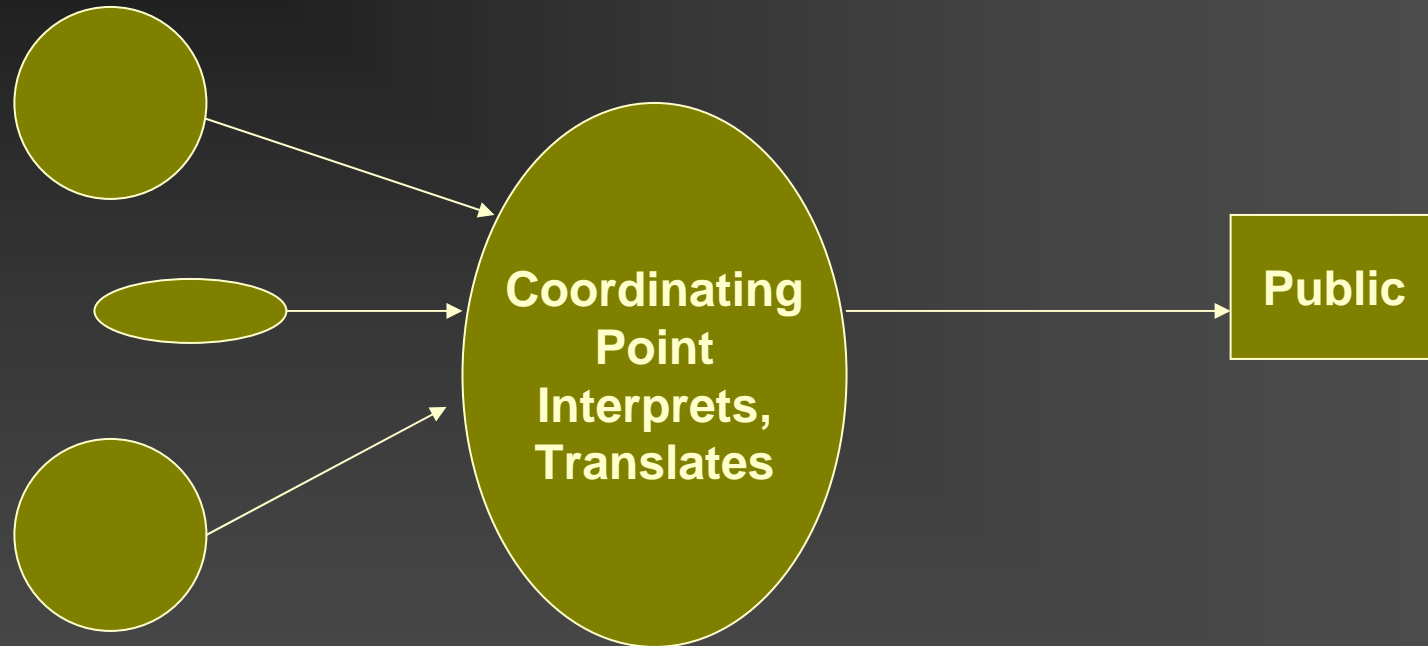 Coordinating
Point
Interprets,
Translates
Public